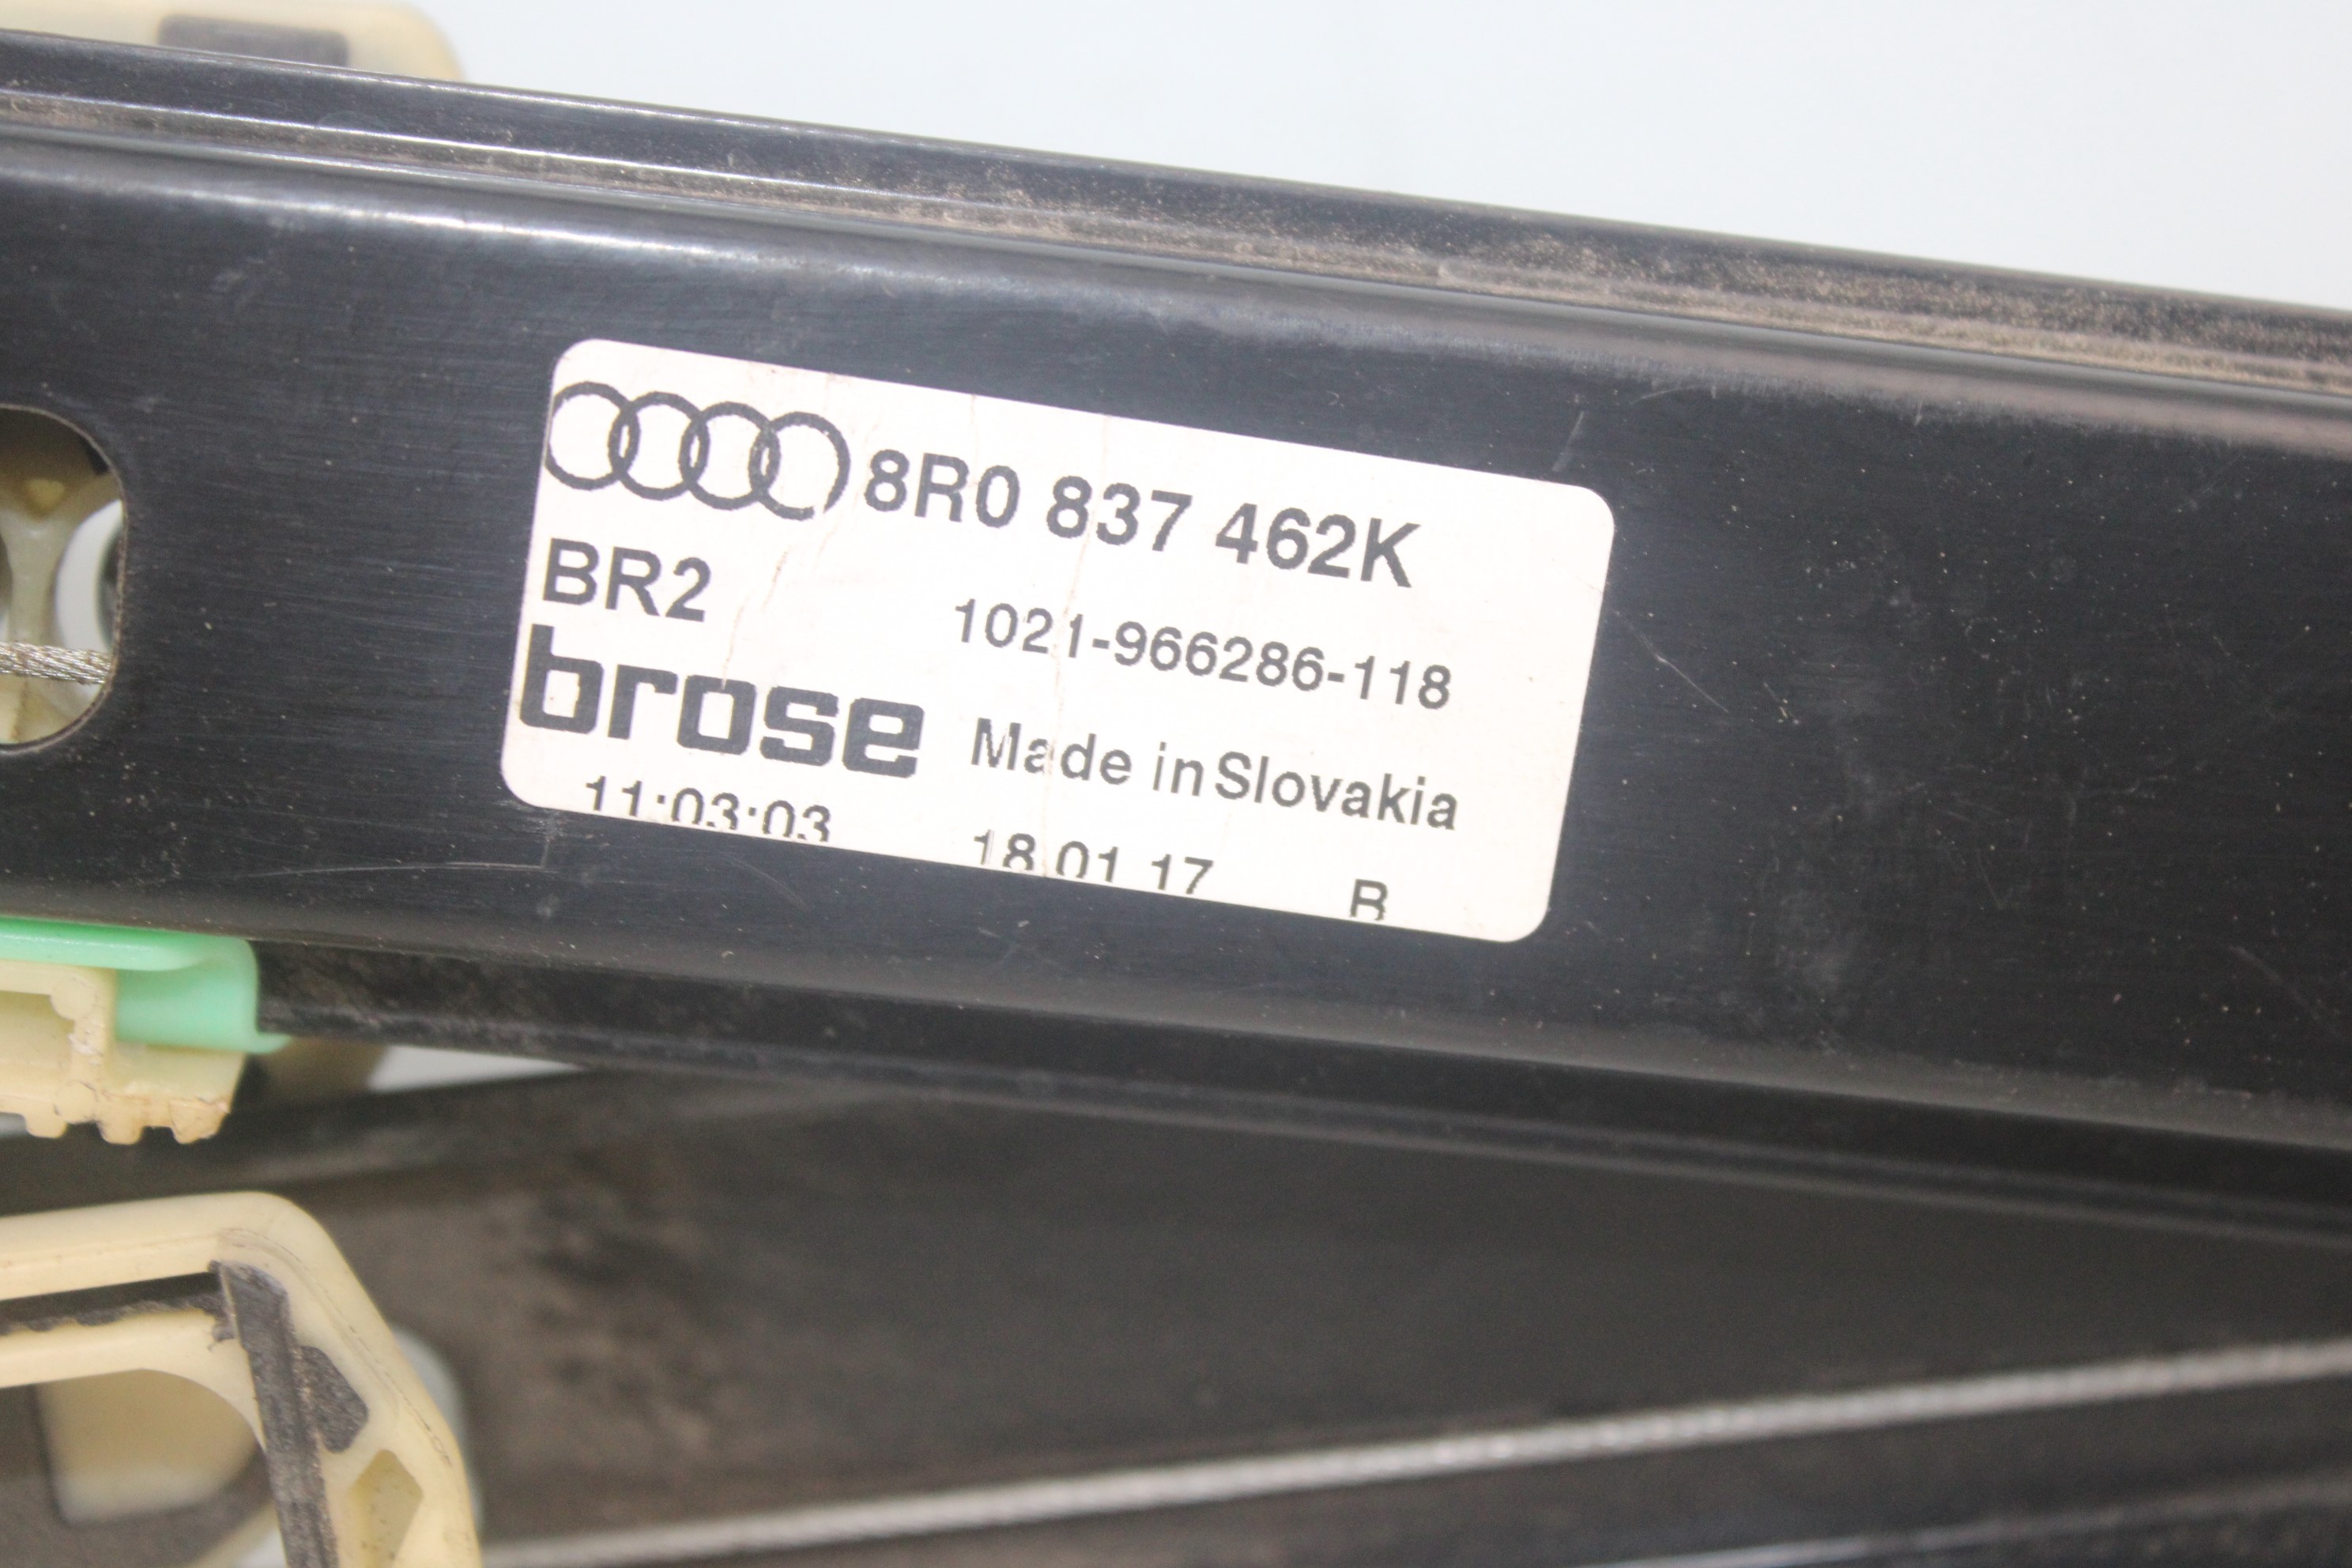 8R0 837 462K
BR2
1021-966286-118
brose Made in Slovakia
11:03:03 18.01.17 R